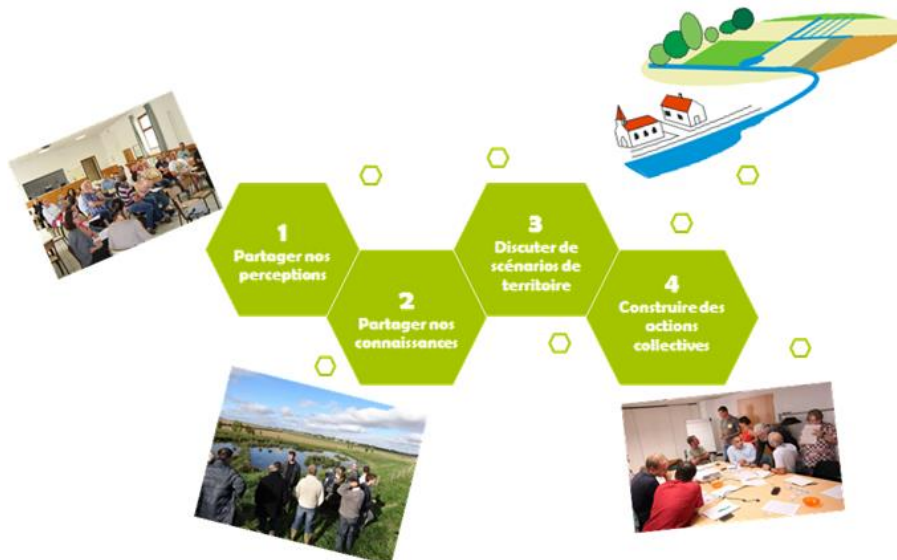 1
Partager nos
perceptions
2
Partager nos
connaissances
3
Discuter de
scénarios de
territoire
4
Construire des
actions
collectives